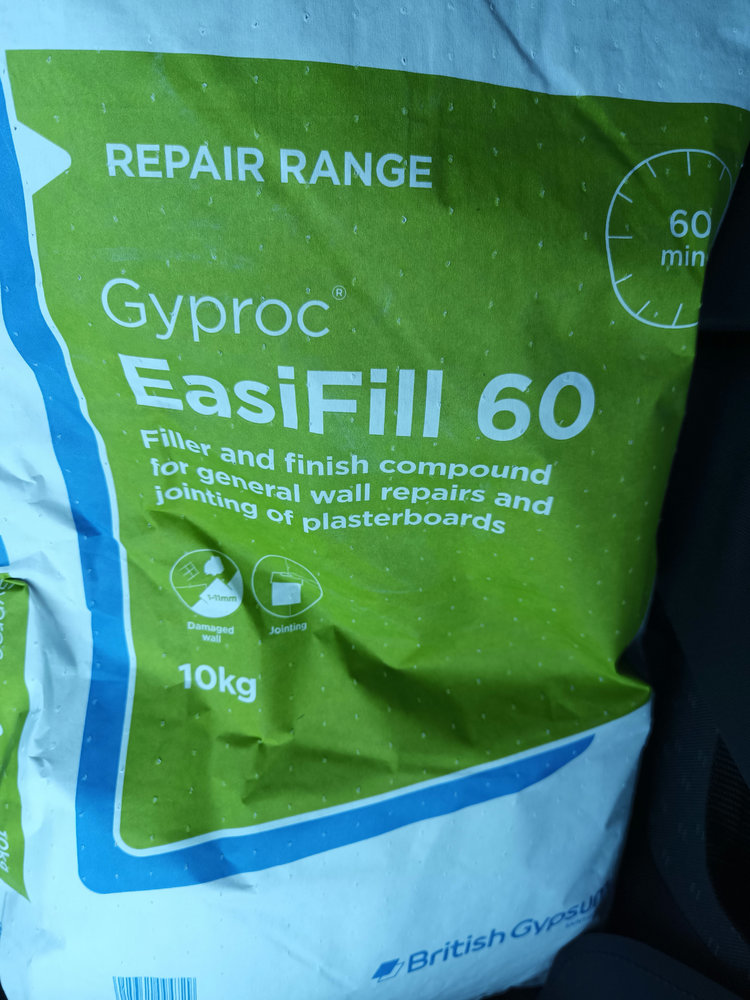 REPAIR RANGE
60
min
Gyproc®
EasiFill 60
Filler and finish compound
for general wall repairs and
jointing of plasterboards
1-11mm
Damaged
wall
Jointing
10kg
10kg
British Gypsum